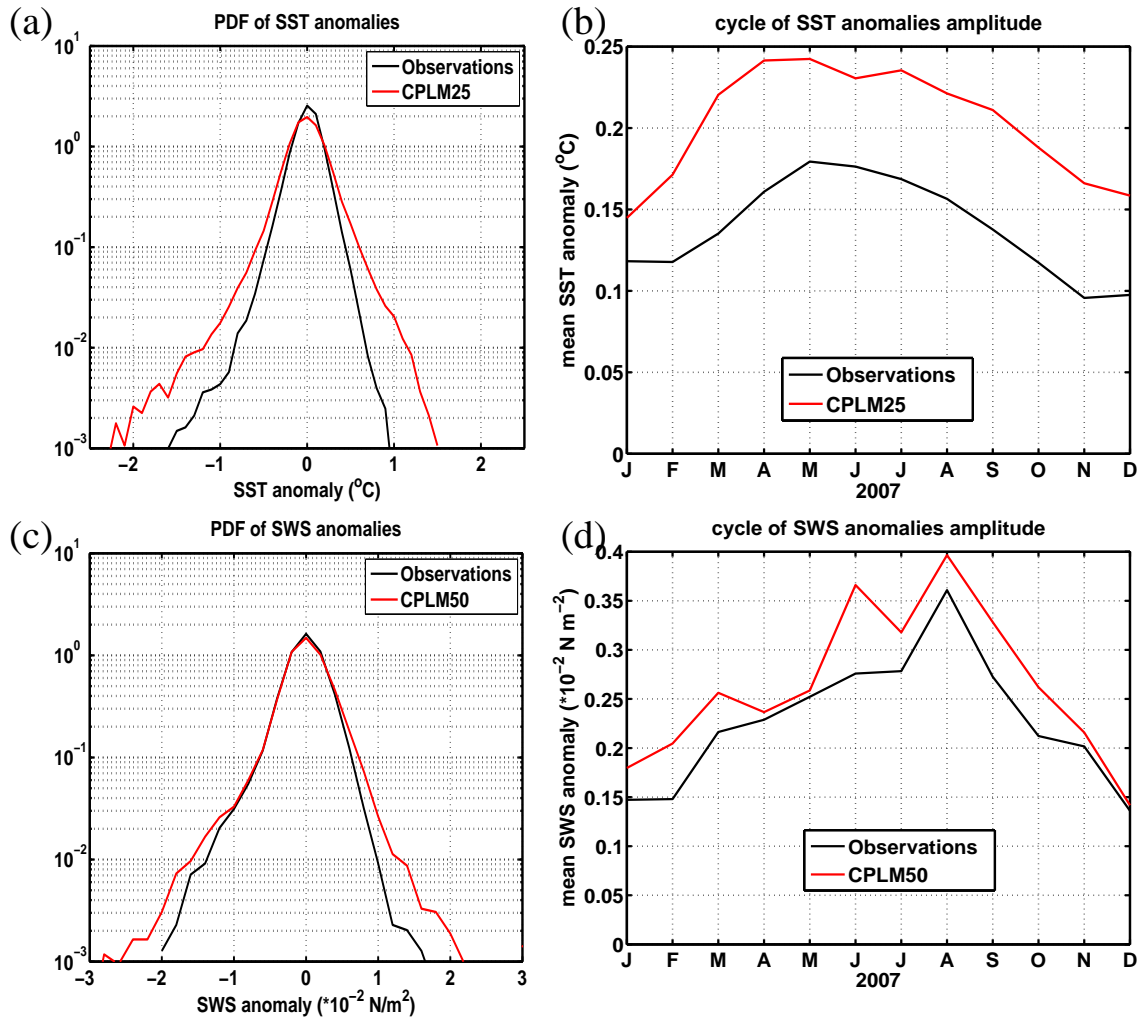 (a)
PDF of SST anomalies
10^1
10^0
10^−1
10^−2
10^−3
−2 −1 0 1 2
SST anomaly (°C)
Observations
CPLM25
(b)
cycle of SST anomalies amplitude
mean SST anomaly (°C)
0.25
0.2
0.15
0.1
0.05
0
J F M A M J J A S O N D
2007
Observations
CPLM25
(c)
PDF of SWS anomalies
10^1
10^0
10^−1
10^−2
10^−3
−3 −2 −1 0 1 2 3
SWS anomaly (*10^−2 N/m^2)
Observations
CPLM50
(d)
cycle of SWS anomalies amplitude
mean SWS anomaly (*10^−2 N m^−2)
0.4
0.35
0.3
0.25
0.2
0.15
0.1
0.05
0
J F M A M J J A S O N D
2007
Observations
CPLM50